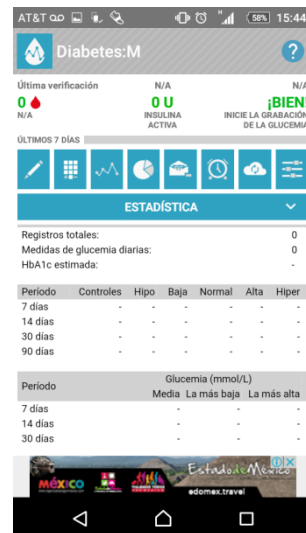 AT&T 58% 15:44
Diabetes:M ?
Última verificación N/A N/A
0 0 U ¡BIEN!
N/A INSULINA ACTIVA INICIE LA GRABACIÓN DE LA GLUCEMIA
ÚLTIMOS 7 DÍAS
ESTADÍSTICA
Registros totales: 0
Medidas de glucemia diarias: 0
HbA1c estimada: -
Período Controles Hipo Baja Normal Alta Hiper
7 días - - - - - -
14 días - - - - - -
30 días - - - - - -
90 días - - - - - -
Glucemia (mmol/L)
Período Media La más baja La más alta
7 días - - -
14 días - - -
30 días - - -
MÉXICO Estado de México
edomex.travel